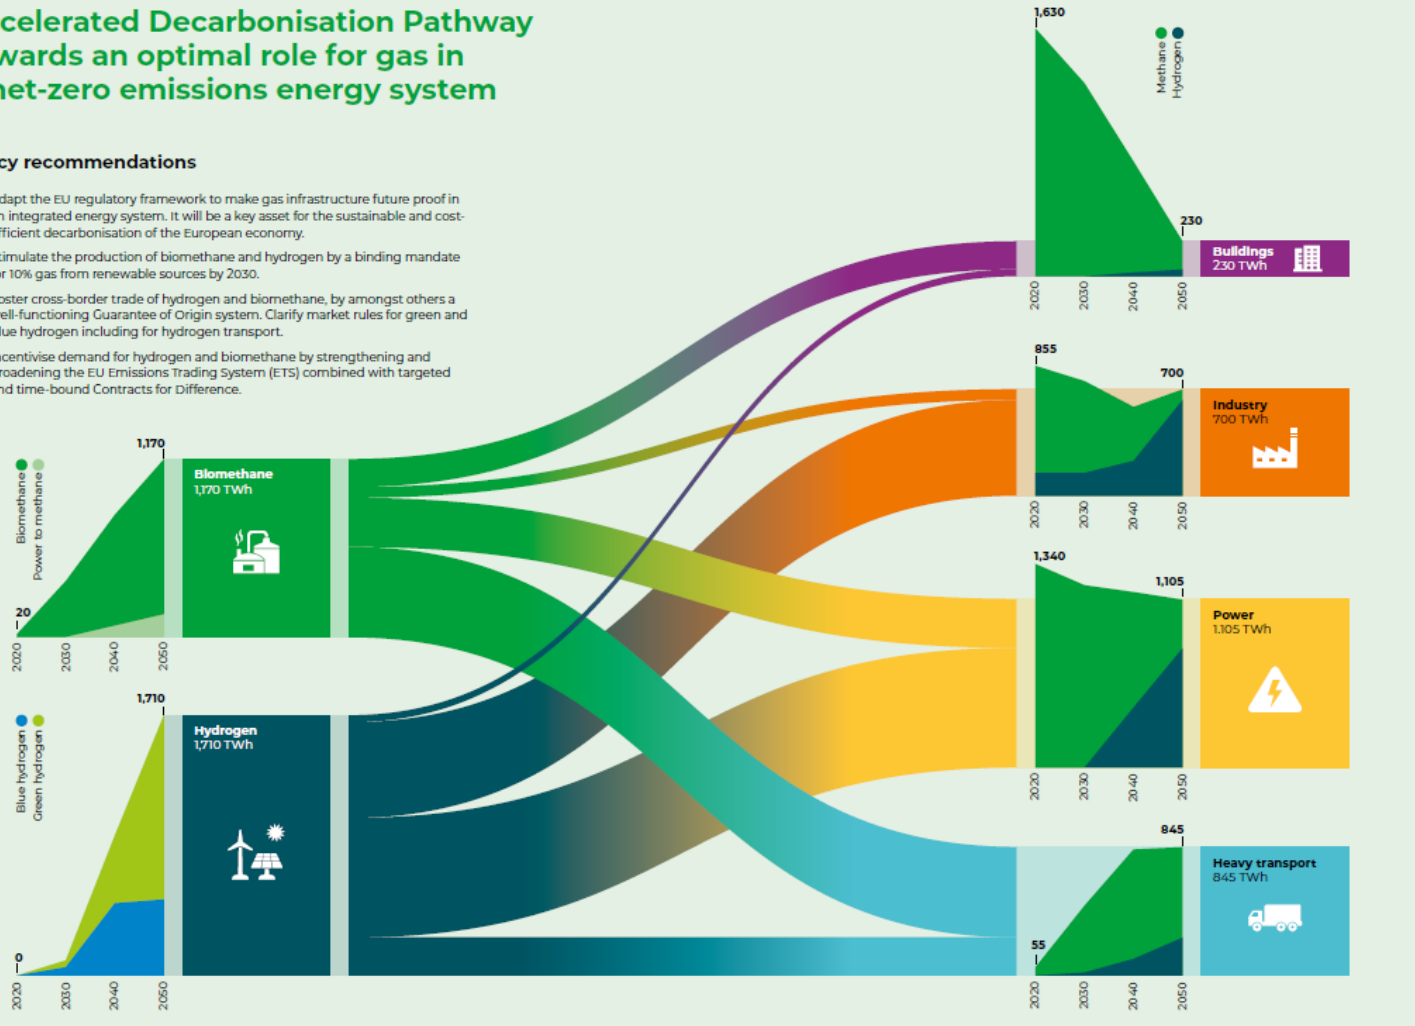 celerated Decarbonisation Pathway
wards an optimal role for gas in
net-zero emissions energy system
cy recommendations
dapt the EU regulatory framework to make gas infrastructure future proof in
n integrated energy system. It will be a key asset for the sustainable and cost-
fficient decarbonisation of the European economy.
timulate the production of biomethane and hydrogen by a binding mandate
or 10% gas from renewable sources by 2030.
oster cross-border trade of hydrogen and biomethane, by amongst others a
ell-functioning Guarantee of Origin system. Clarify market rules for green and
lue hydrogen including for hydrogen transport.
ncentivise demand for hydrogen and biomethane by strengthening and
roadening the EU Emissions Trading System (ETS) combined with targeted
nd time-bound Contracts for Difference.
1,170
Biomethane
Power to methane
20
2020
2030
2040
2050
Biomethane
1,170 TWh
1,710
Blue hydrogen
Green hydrogen
0
2020
2030
2040
2050
Hydrogen
1,710 TWh
1,630
Methane
Hydrogen
230
2020
2030
2040
2050
Buildings
230 TWh
855
700
2020
2030
2040
2050
Industry
700 TWh
1,340
1,105
2020
2030
2040
2050
Power
1.105 TWh
845
55
2020
2030
2040
2050
Heavy transport
845 TWh